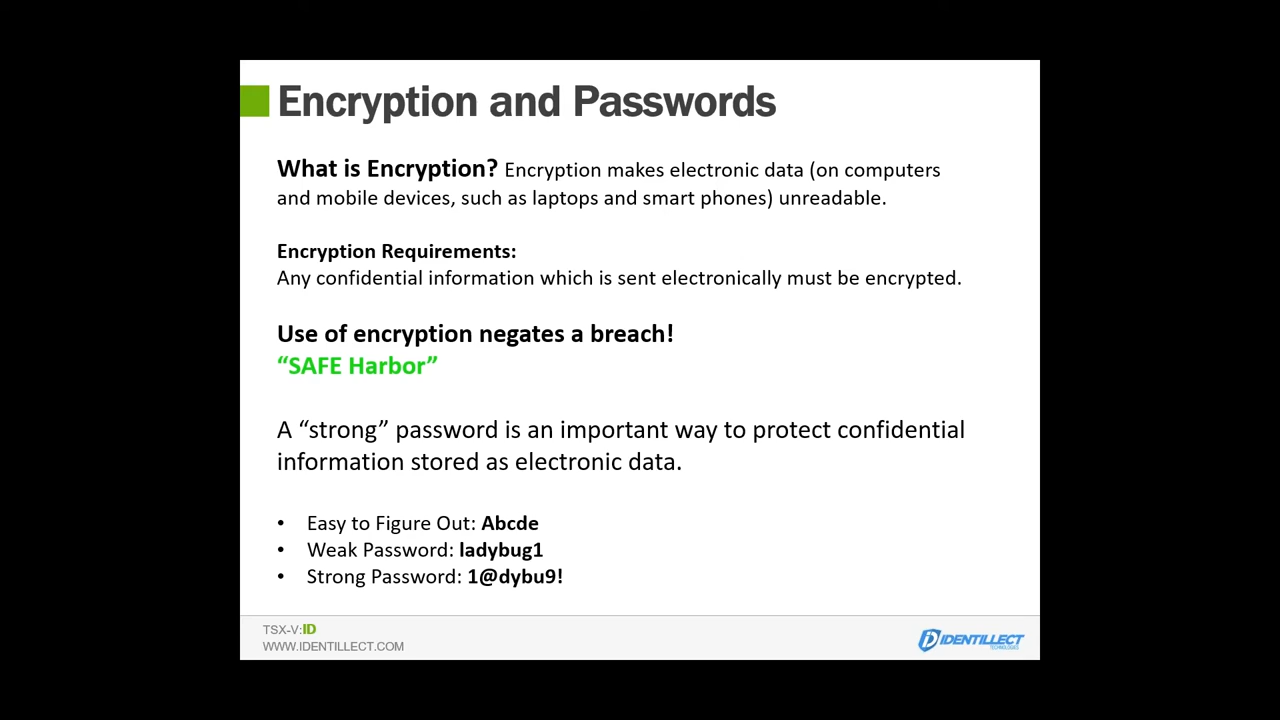 Encryption and Passwords
What is Encryption? Encryption makes electronic data (on computers
and mobile devices, such as laptops and smart phones) unreadable.
Encryption Requirements:
Any confidential information which is sent electronically must be encrypted.
Use of encryption negates a breach!
“SAFE Harbor”
A “strong” password is an important way to protect confidential
information stored as electronic data.
• Easy to Figure Out: Abcde
• Weak Password: ladybug1
• Strong Password: 1@dybu9!
TSX-V:ID
WWW.IDENTILLECT.COM
IDENTILLECT
TECHNOLOGIES